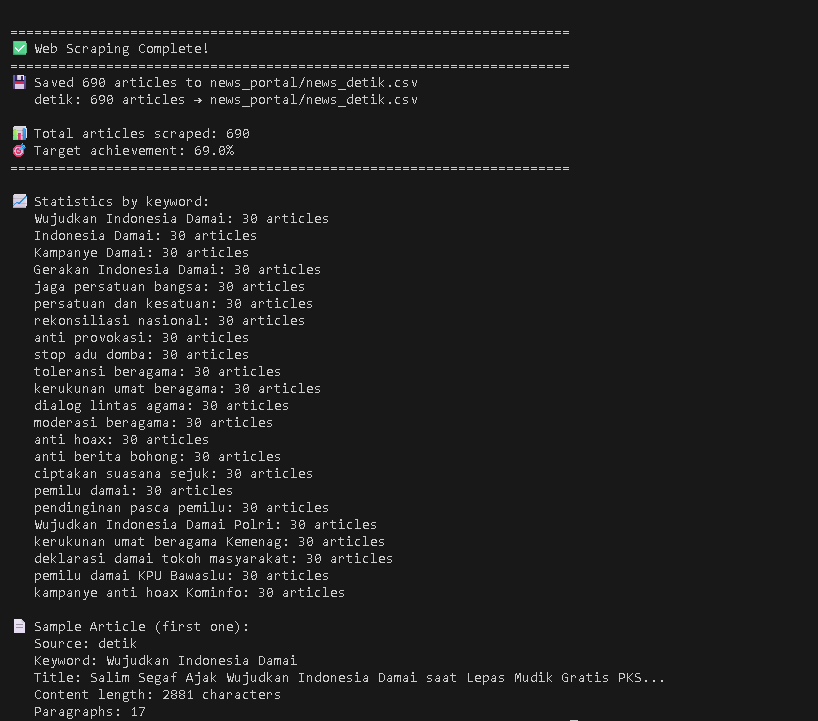 ======================================================================
✅ Web Scraping Complete!
======================================================================
💾 Saved 690 articles to news_portal/news_detik.csv
detik: 690 articles → news_portal/news_detik.csv
📊 Total articles scraped: 690
🎯 Target achievement: 69.0%
======================================================================
📈 Statistics by keyword:
Wujudkan Indonesia Damai: 30 articles
Indonesia Damai: 30 articles
Kampanye Damai: 30 articles
Gerakan Indonesia Damai: 30 articles
jaga persatuan bangsa: 30 articles
persatuan dan kesatuan: 30 articles
rekonsiliasi nasional: 30 articles
anti provokasi: 30 articles
stop adu domba: 30 articles
toleransi beragama: 30 articles
kerukunan umat beragama: 30 articles
dialog lintas agama: 30 articles
moderasi beragama: 30 articles
anti hoax: 30 articles
anti berita bohong: 30 articles
ciptakan suasana sejuk: 30 articles
pemilu damai: 30 articles
pendinginan pasca pemilu: 30 articles
Wujudkan Indonesia Damai Polri: 30 articles
kerukunan umat beragama Kemenag: 30 articles
deklarasi damai tokoh masyarakat: 30 articles
pemilu damai KPU Bawaslu: 30 articles
kampanye anti hoax Kominfo: 30 articles
📄 Sample Article (first one):
Source: detik
Keyword: Wujudkan Indonesia Damai
Title: Salim Segaf Ajak Wujudkan Indonesia Damai saat Lepas Mudik Gratis PKS...
Content length: 2881 characters
Paragraphs: 17